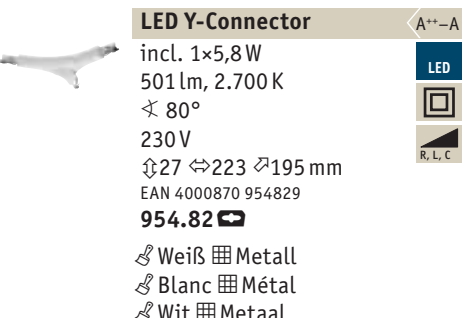 LED Y-Connector
A++–A
incl. 1×5,8 W
LED
501 lm, 2.700 K
∢ 80°
230 V
R, L, C
⇕27 ⇔223 ⬀195 mm
EAN 4000870 954829
954.82
Weiß Metall
Blanc Métal
Wit Metaal